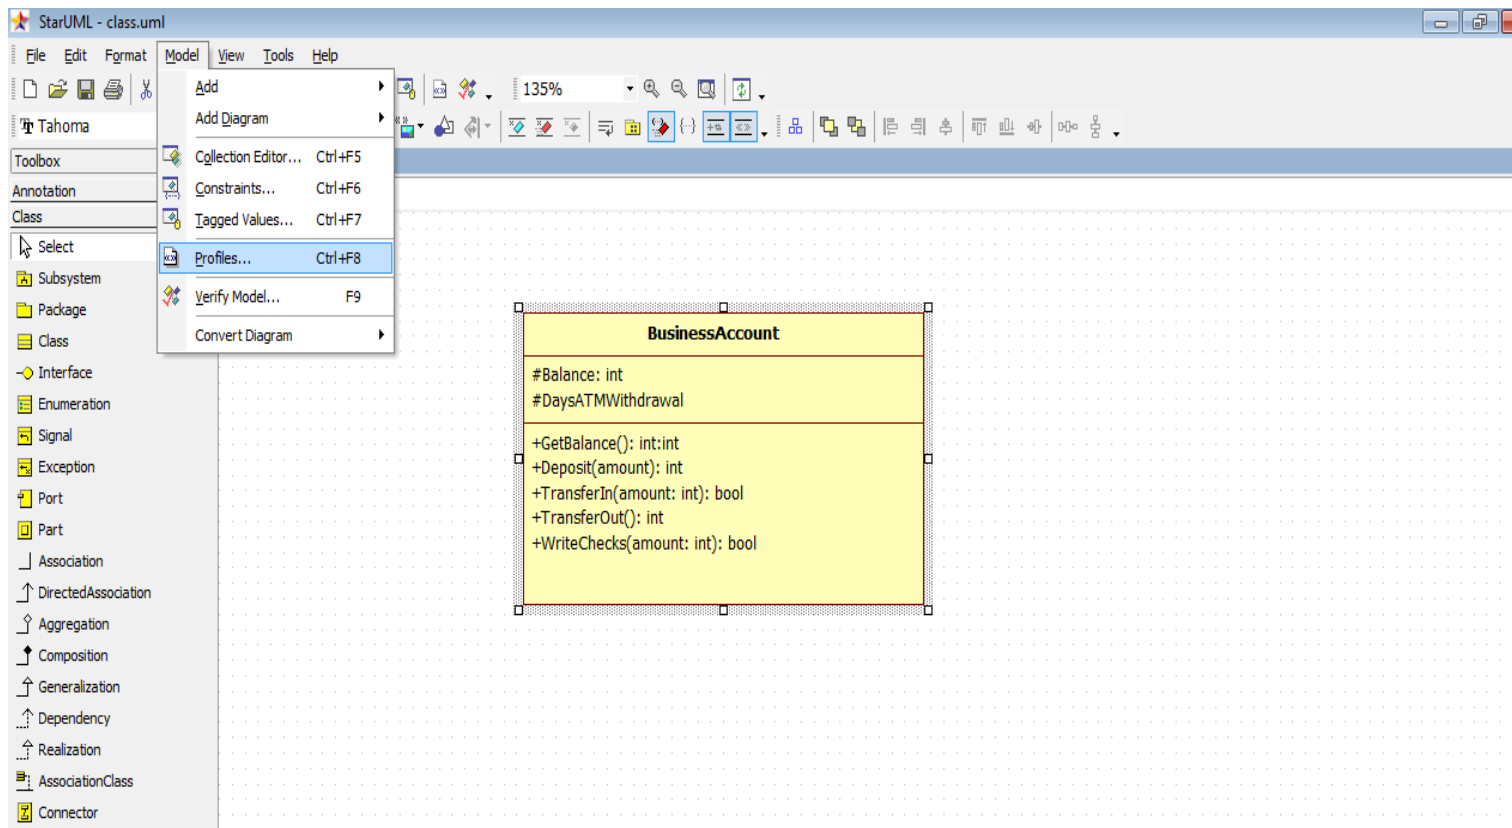 StarUML - class.uml
File Edit Format Model View Tools Help
135%
Tahoma
Add
Add Diagram
Collection Editor... Ctrl+F5
Constraints... Ctrl+F6
Tagged Values... Ctrl+F7
Profiles... Ctrl+F8
Verify Model... F9
Convert Diagram
Toolbox
Annotation
Class
Select
Subsystem
Package
Class
Interface
Enumeration
Signal
Exception
Port
Part
Association
DirectedAssociation
Aggregation
Composition
Generalization
Dependency
Realization
AssociationClass
Connector
BusinessAccount
#Balance: int
#DaysATMWithdrawal
+GetBalance(): int:int
+Deposit(amount): int
+TransferIn(amount: int): bool
+TransferOut(): int
+WriteChecks(amount: int): bool